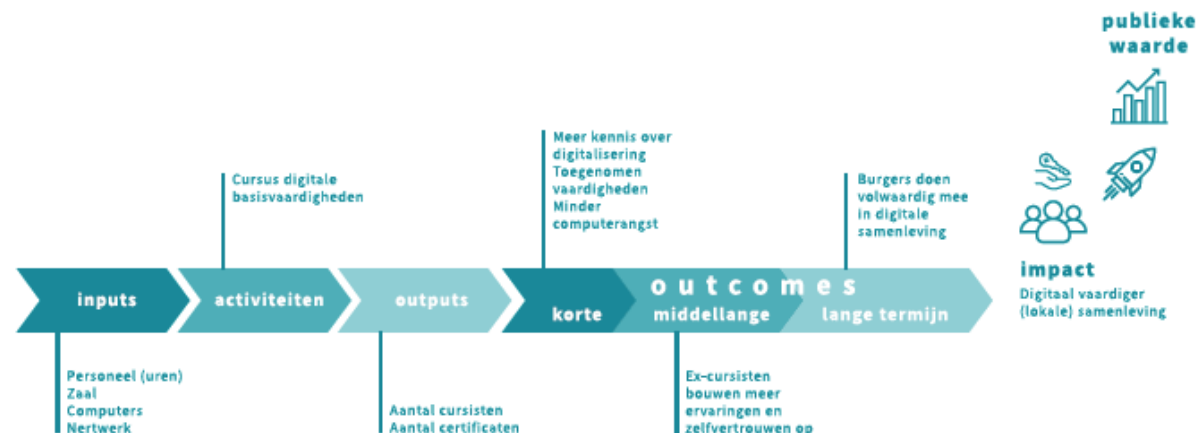 publieke
waarde
Meer kennis over
digitalisering
Toegenomen
vaardigheden
Minder
computerangst
Cursus digitale
basisvaardigheden
Burgers doen
volwaardig mee
in digitale
samenleving
inputs
activiteiten
outputs
outcomes
korte
middellange
lange termijn
impact
Digitaal vaardiger
(lokale) samenleving
Personeel (uren)
Zaal
Computers
Nertwerk
Aantal cursisten
Aantal certificaten
Ex-cursisten
bouwen meer
ervaringen en
zelfvertrouwen op